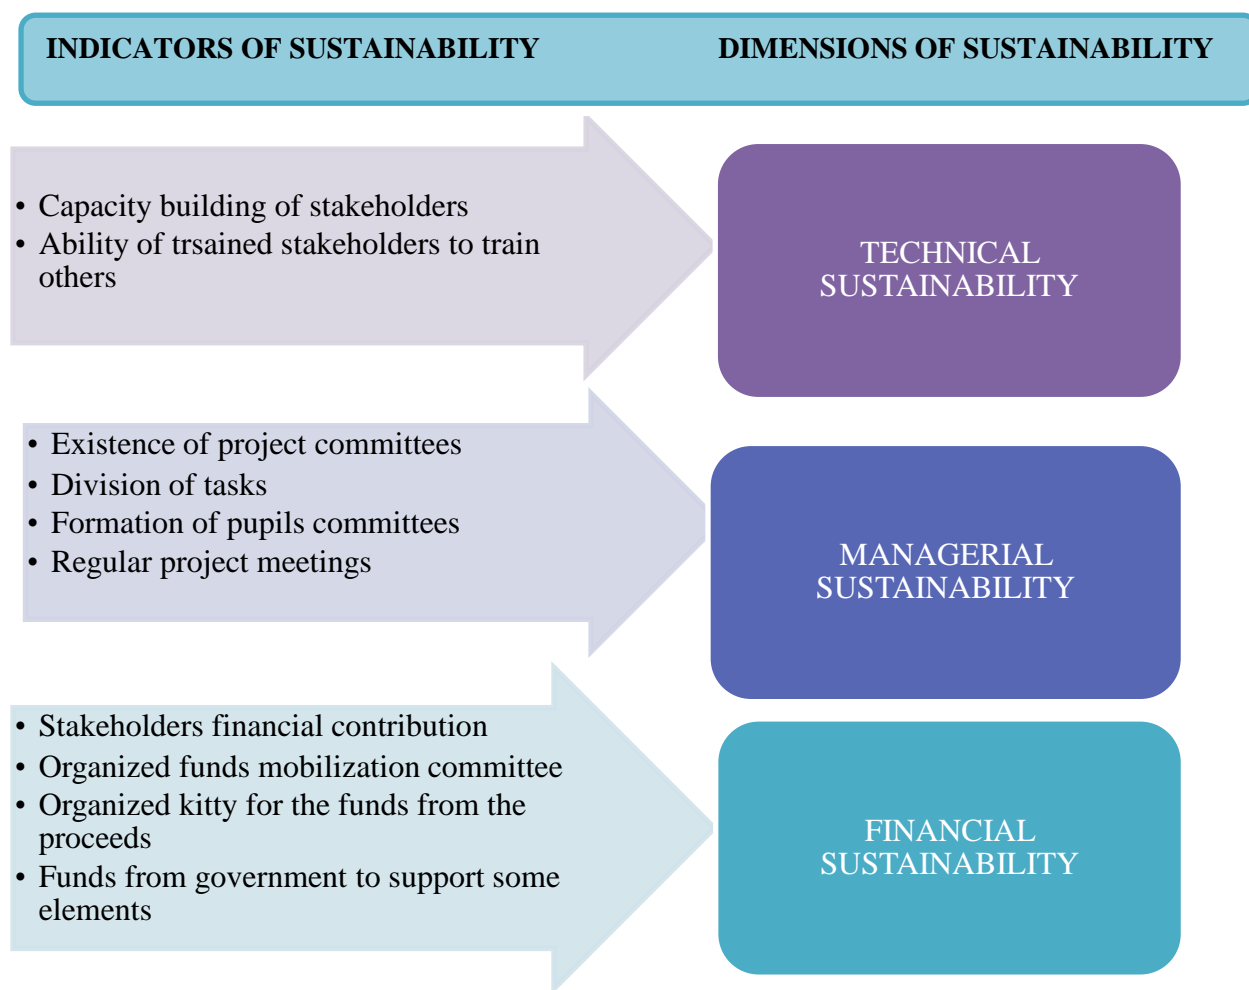 INDICATORS OF SUSTAINABILITY
DIMENSIONS OF SUSTAINABILITY
• Capacity building of stakeholders
• Ability of trsained stakeholders to train
others
TECHNICAL
SUSTAINABILITY
• Existence of project committees
• Division of tasks
• Formation of pupils committees
• Regular project meetings
MANAGERIAL
SUSTAINABILITY
• Stakeholders financial contribution
• Organized funds mobilization committee
• Organized kitty for the funds from the
proceeds
• Funds from government to support some
elements
FINANCIAL
SUSTAINABILITY